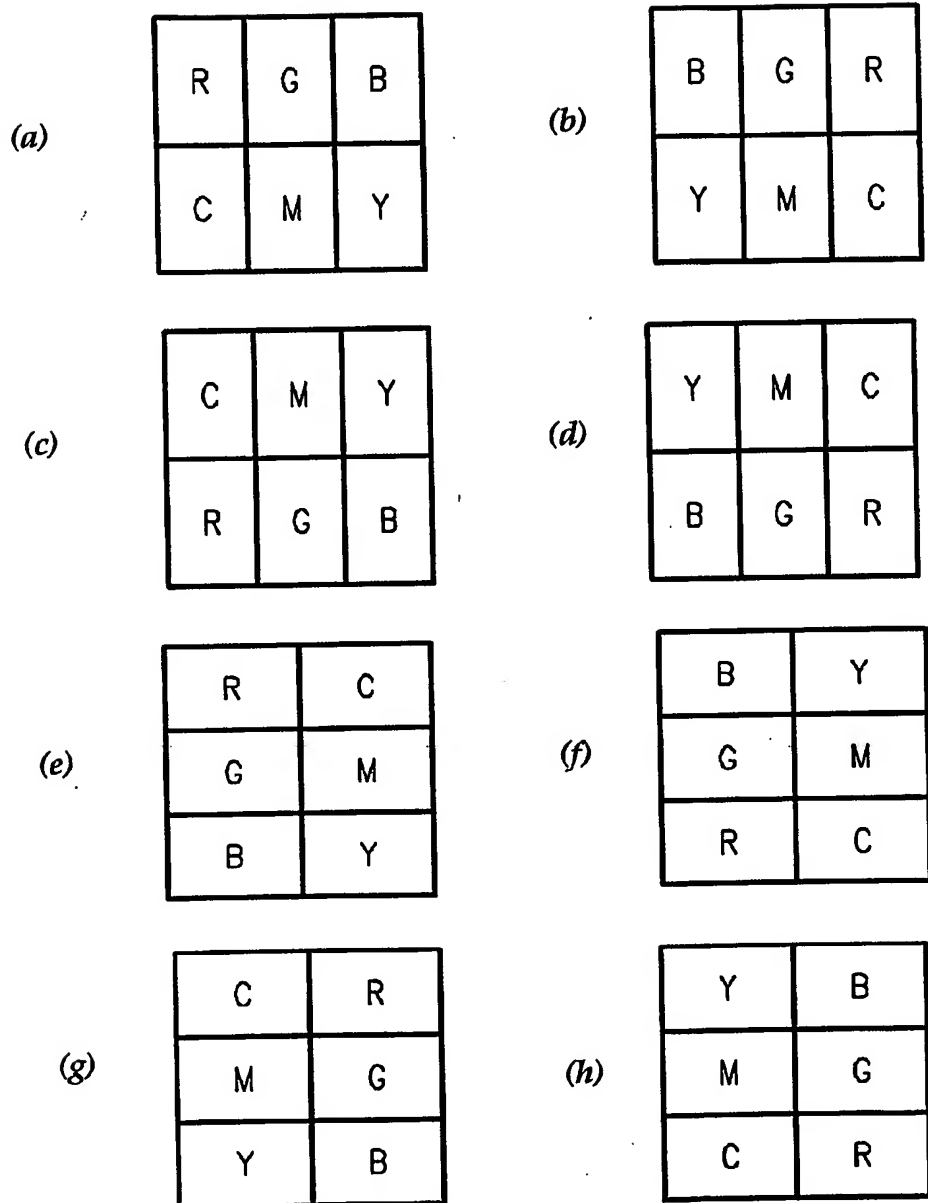 (a)
R G B
C M Y
(b)
B G R
Y M C
(c)
C M Y
R G B
(d)
Y M C
B G R
(e)
R C
G M
B Y
(f)
B Y
G M
R C
(g)
C R
M G
Y B
(h)
Y B
M G
C R